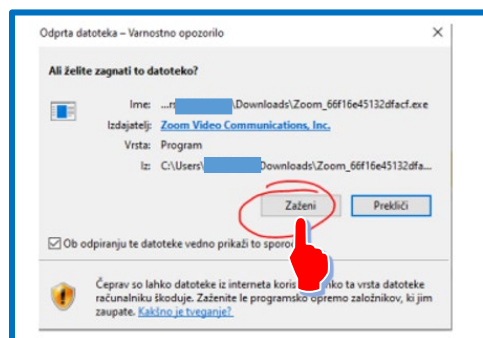 Odprta datoteka – Varnostno opozorilo
Ali želite zagnati to datoteko?
Ime: ...rs \Downloads\Zoom_66f16e45132dfacf.exe
Izdajatelj: Zoom Video Communications, Inc.
Vrsta: Program
Iz: C:\Users\ Downloads\Zoom_66f16e45132dfa...
Zaženi Prekliči
Ob odpiranju te datoteke vedno prikaži to
Čeprav so lahko datoteke iz interneta ta vrsta datoteke
računalniku škoduje. Zaženite le programsko opremo založnikov, ki jim
zaupate. Kakšno je tveganje?